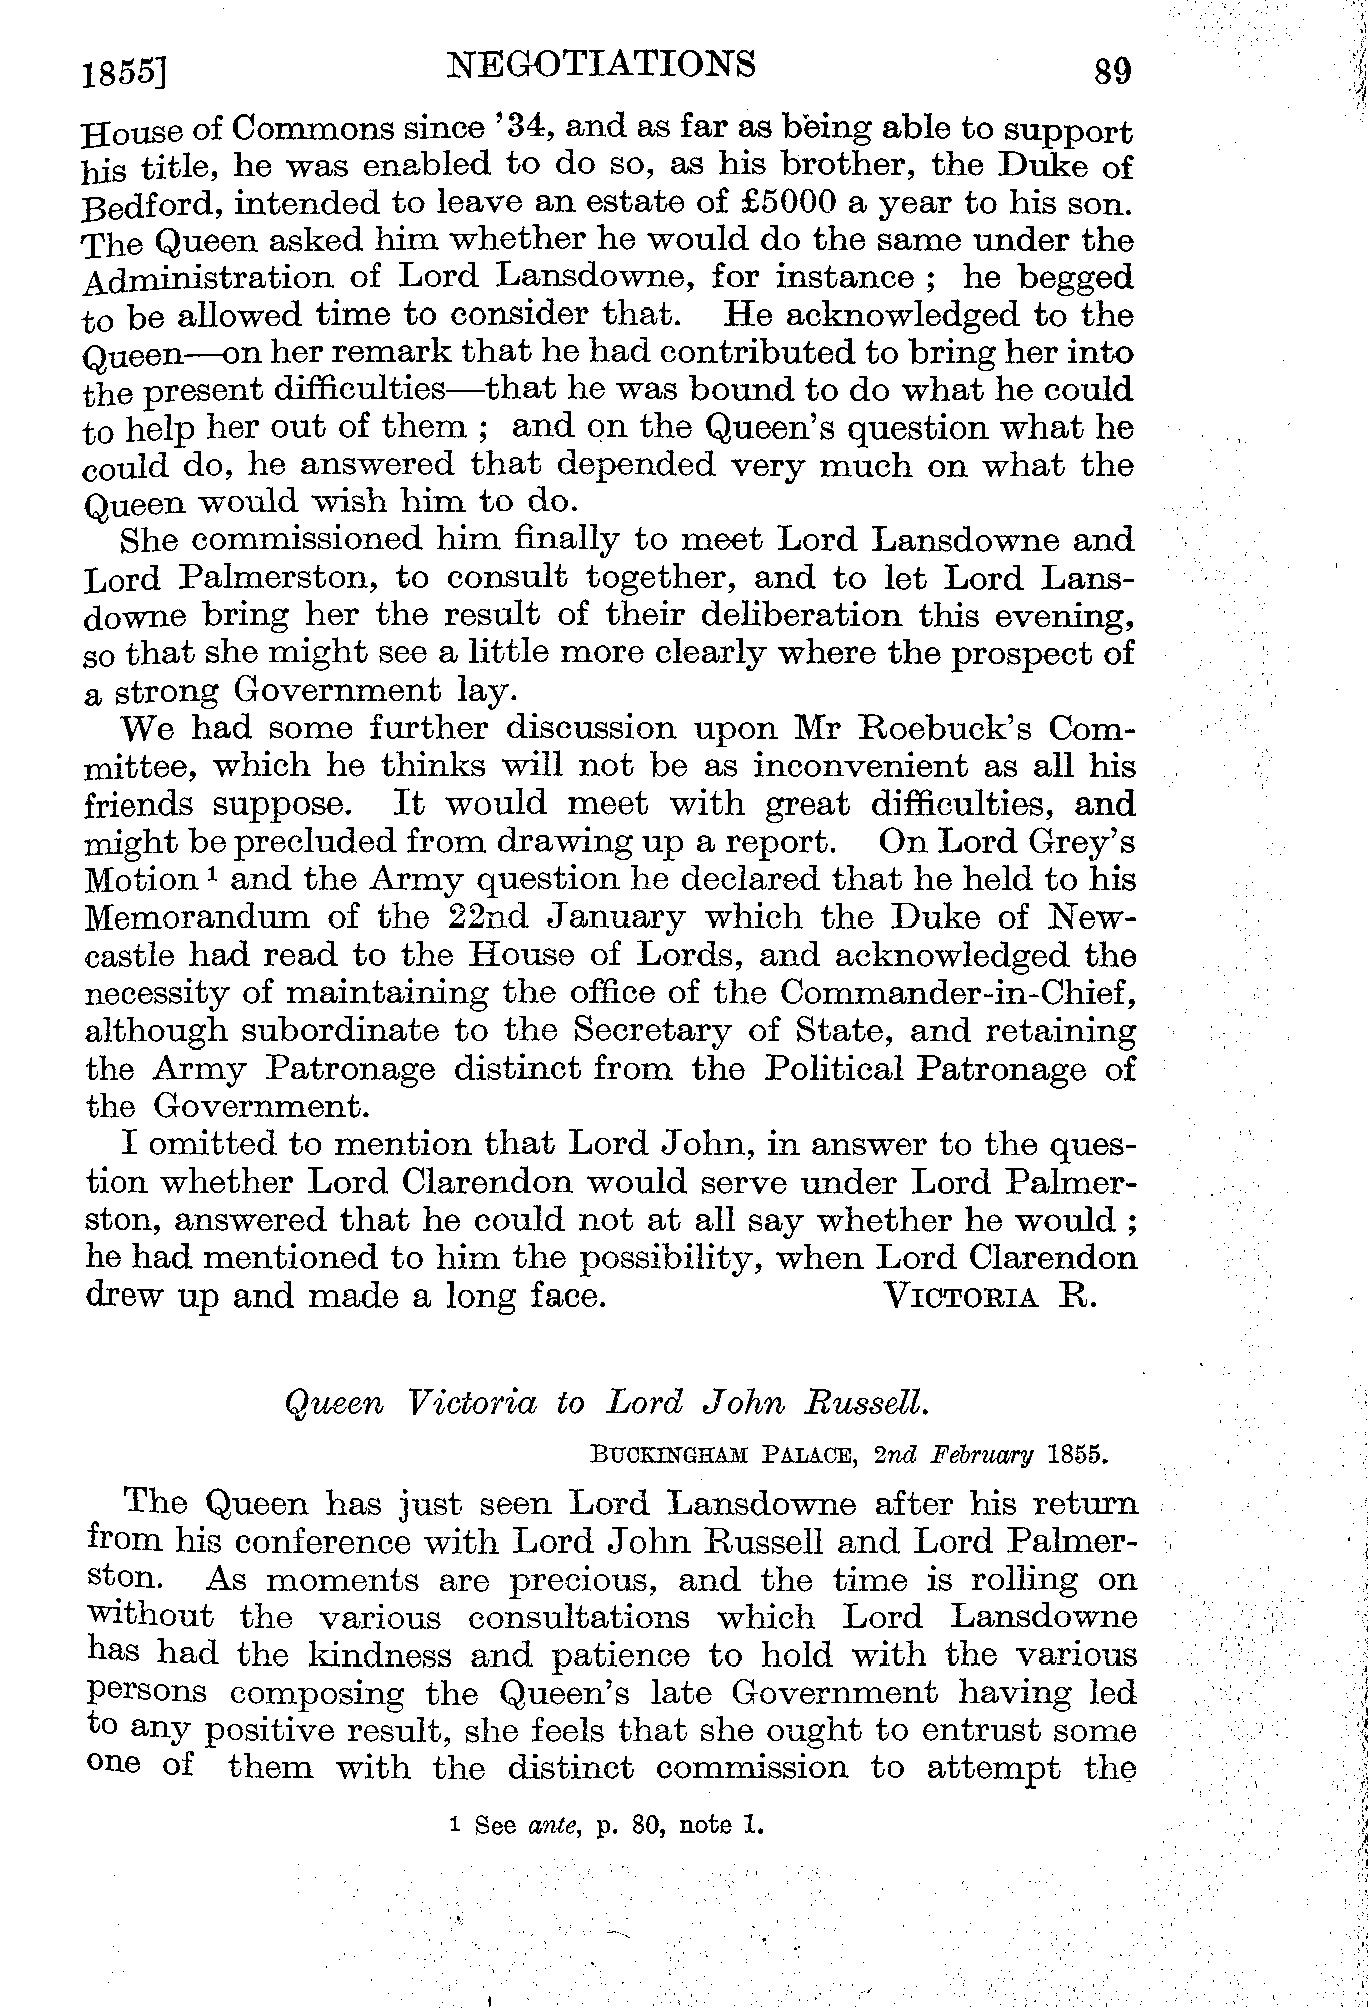 1855] NEGOTIATIONS 89
House of Commons since '34, and as far as being able to support
his title, he was enabled to do so, as his brother, the Duke of
Bedford, intended to leave an estate of £5000 a year to his son.
The Queen asked him whether he would do the same under the
Administration of Lord Lansdowne, for instance ; he begged
to be allowed time to consider that. He acknowledged to the
Queen—on her remark that he had contributed to bring her into
the present difficulties—that he was bound to do what he could
to help her out of them ; and on the Queen's question what he
could do, he answered that depended very much on what the
Queen would wish him to do.
She commissioned him finally to meet Lord Lansdowne and
Lord Palmerston, to consult together, and to let Lord Lans-
downe bring her the result of their deliberation this evening,
so that she might see a little more clearly where the prospect of
a strong Government lay.
We had some further discussion upon Mr Roebuck's Com-
mittee, which he thinks will not be as inconvenient as all his
friends suppose. It would meet with great difficulties, and
might be precluded from drawing up a report. On Lord Grey's
Motion ¹ and the Army question he declared that he held to his
Memorandum of the 22nd January which the Duke of New-
castle had read to the House of Lords, and acknowledged the
necessity of maintaining the office of the Commander-in-Chief,
although subordinate to the Secretary of State, and retaining
the Army Patronage distinct from the Political Patronage of
the Government.
I omitted to mention that Lord John, in answer to the ques-
tion whether Lord Clarendon would serve under Lord Palmer-
ston, answered that he could not at all say whether he would ;
he had mentioned to him the possibility, when Lord Clarendon
drew up and made a long face. VICTORIA R.
Queen Victoria to Lord John Russell.
BUCKINGHAM PALACE, 2nd February 1855.
The Queen has just seen Lord Lansdowne after his return
from his conference with Lord John Russell and Lord Palmer-
ston. As moments are precious, and the time is rolling on
without the various consultations which Lord Lansdowne
has had the kindness and patience to hold with the various
persons composing the Queen's late Government having led
to any positive result, she feels that she ought to entrust some
one of them with the distinct commission to attempt the
¹ See ante, p. 80, note 1.